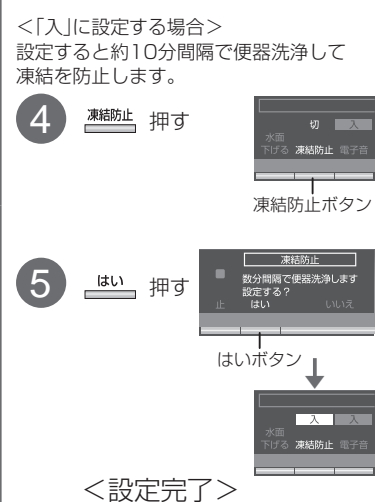 ＜「入」に設定する場合＞
設定すると約10分間隔で便器洗浄して
凍結を防止します。
4 凍結防止 押す
切 入
水面
下げる 凍結防止 電子音
凍結防止ボタン
5 はい 押す
凍結防止
数分間隔で便器洗浄します
設定する？
止 はい いいえ
はいボタン
入 入
水面
下げる 凍結防止 電子音
＜設定完了＞